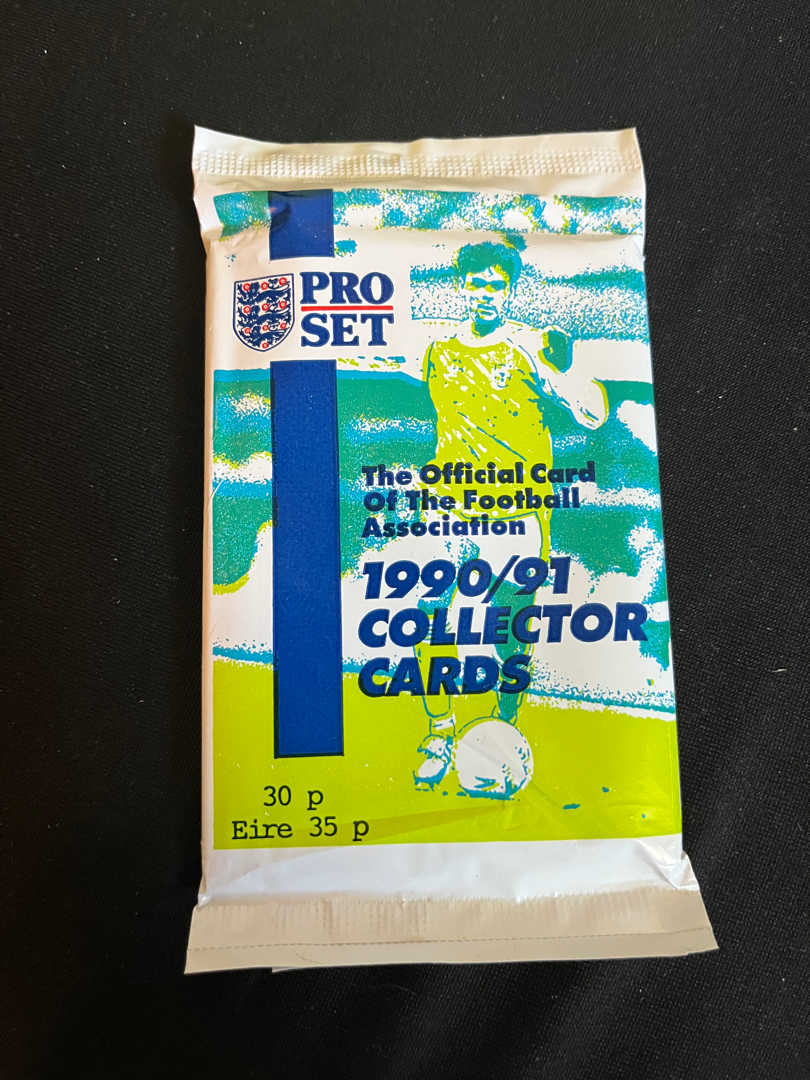 PRO
SET
The Official Card
Of The Football
Association
1990/91
COLLECTOR
CARDS
30 p
Eire 35 p